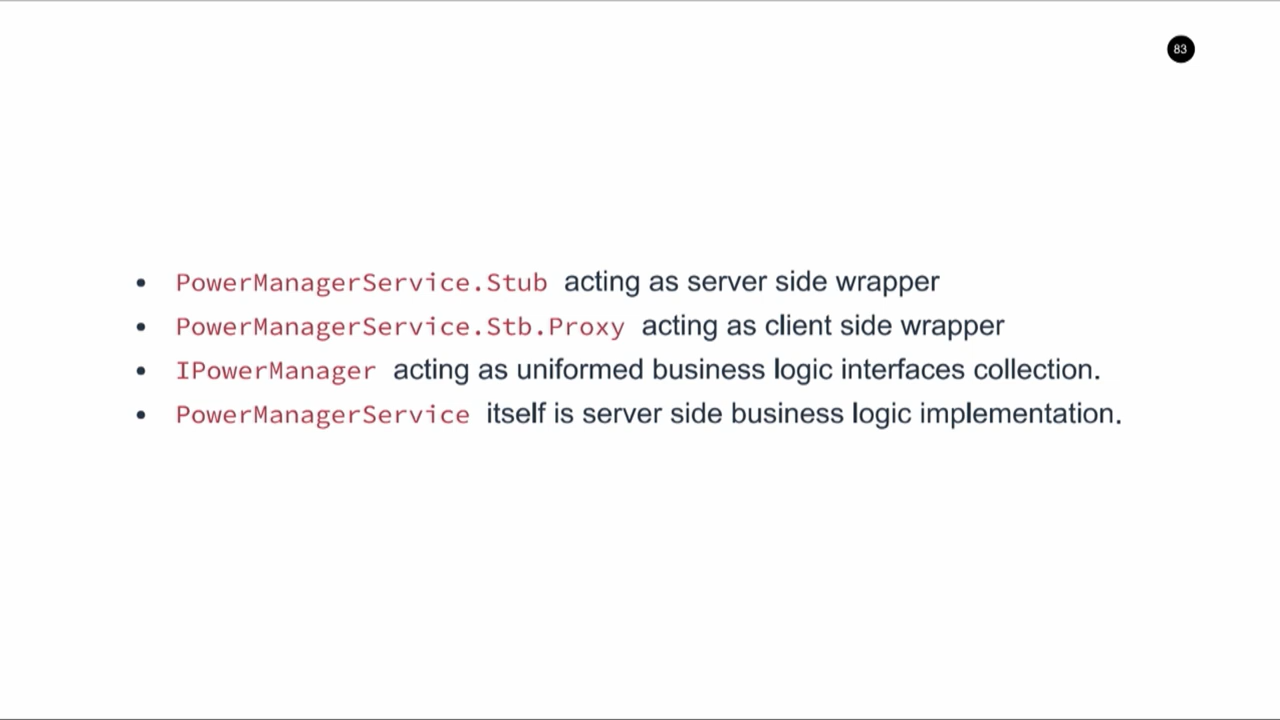 83
• PowerManagerService.Stub acting as server side wrapper
• PowerManagerService.Stb.Proxy acting as client side wrapper
• IPowerManager acting as uniformed business logic interfaces collection.
• PowerManagerService itself is server side business logic implementation.